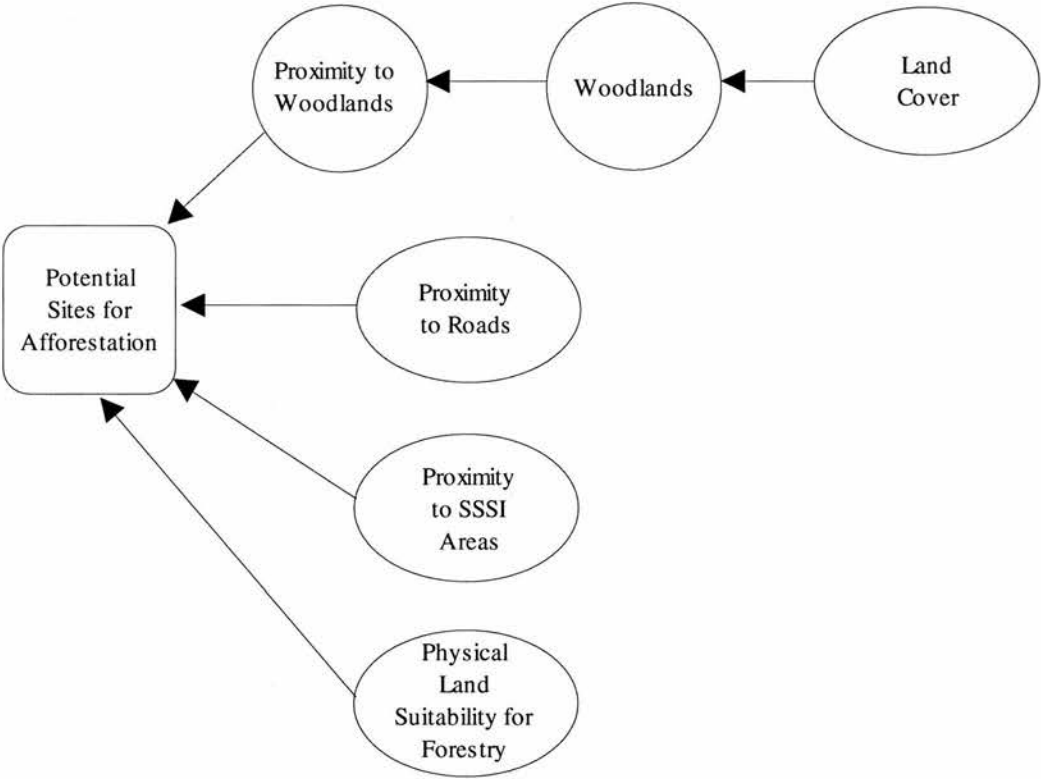 Proximity to
Woodlands
Woodlands
Land
Cover
Potential
Sites for
Afforestation
Proximity
to Roads
Proximity
to SSSI
Areas
Physical
Land
Suitability for
Forestry